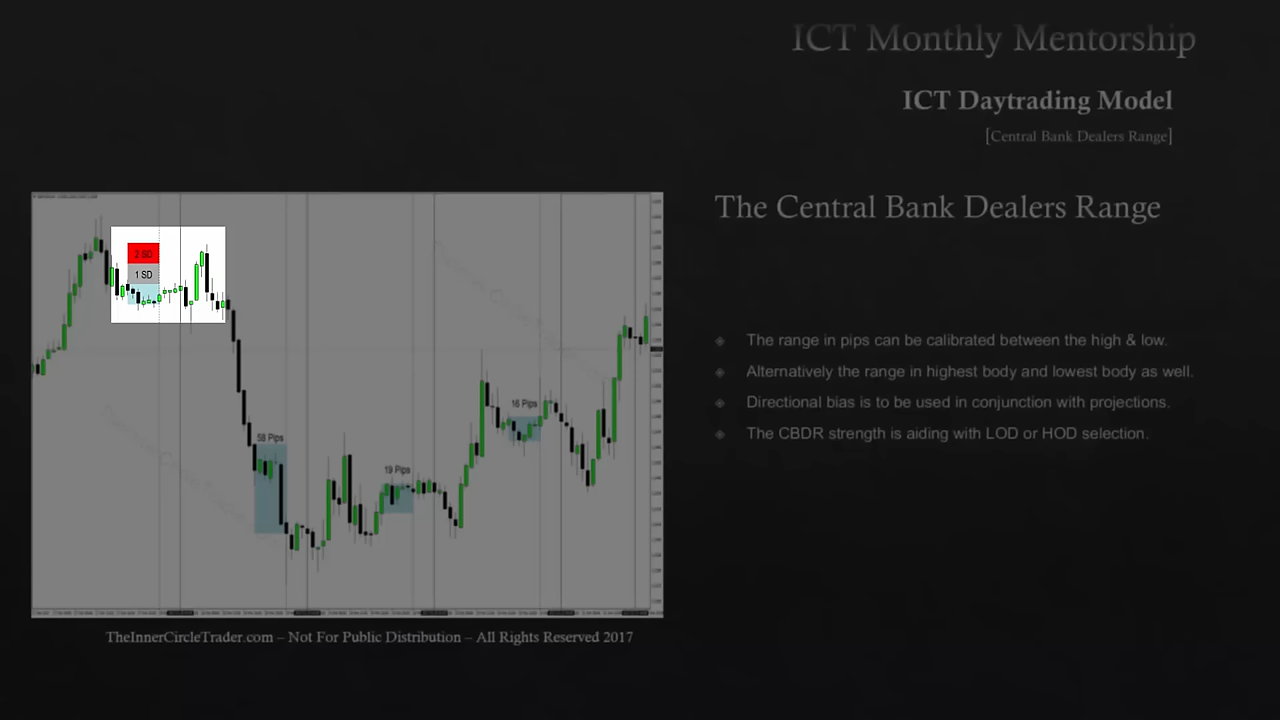 ICT Monthly Mentorship
ICT Daytrading Model
[Central Bank Dealers Range]
The Central Bank Dealers Range
2 SD
1 SD
58 Pips
19 Pips
16 Pips
The range in pips can be calibrated between the high & low.
Alternatively the range in highest body and lowest body as well.
Directional bias is to be used in conjunction with projections.
The CBDR strength is aiding with LOD or HOD selection.
TheInnerCircleTrader.com – Not For Public Distribution – All Rights Reserved 2017